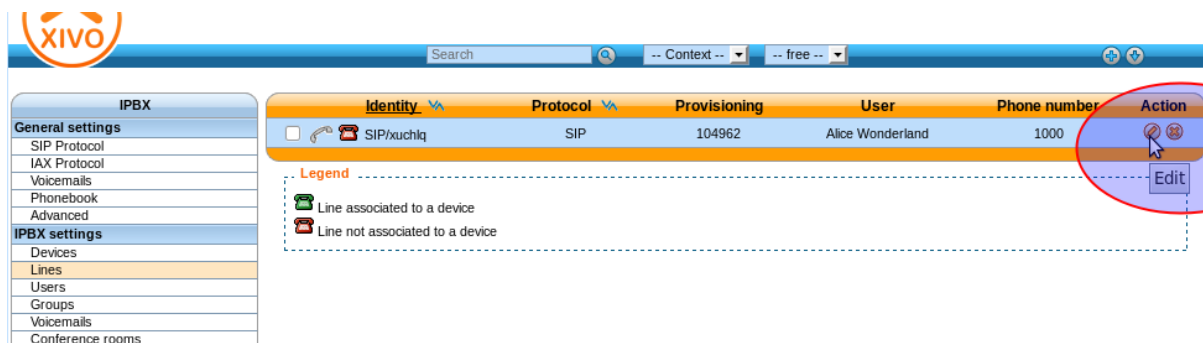 XIVO
Search
-- Context --
-- free --
IPBX
General settings
SIP Protocol
IAX Protocol
Voicemails
Phonebook
Advanced
IPBX settings
Devices
Lines
Users
Groups
Voicemails
Conference rooms
Identity Protocol Provisioning User Phone number Action
SIP/xuchlq SIP 104962 Alice Wonderland 1000
Edit
Legend
Line associated to a device
Line not associated to a device